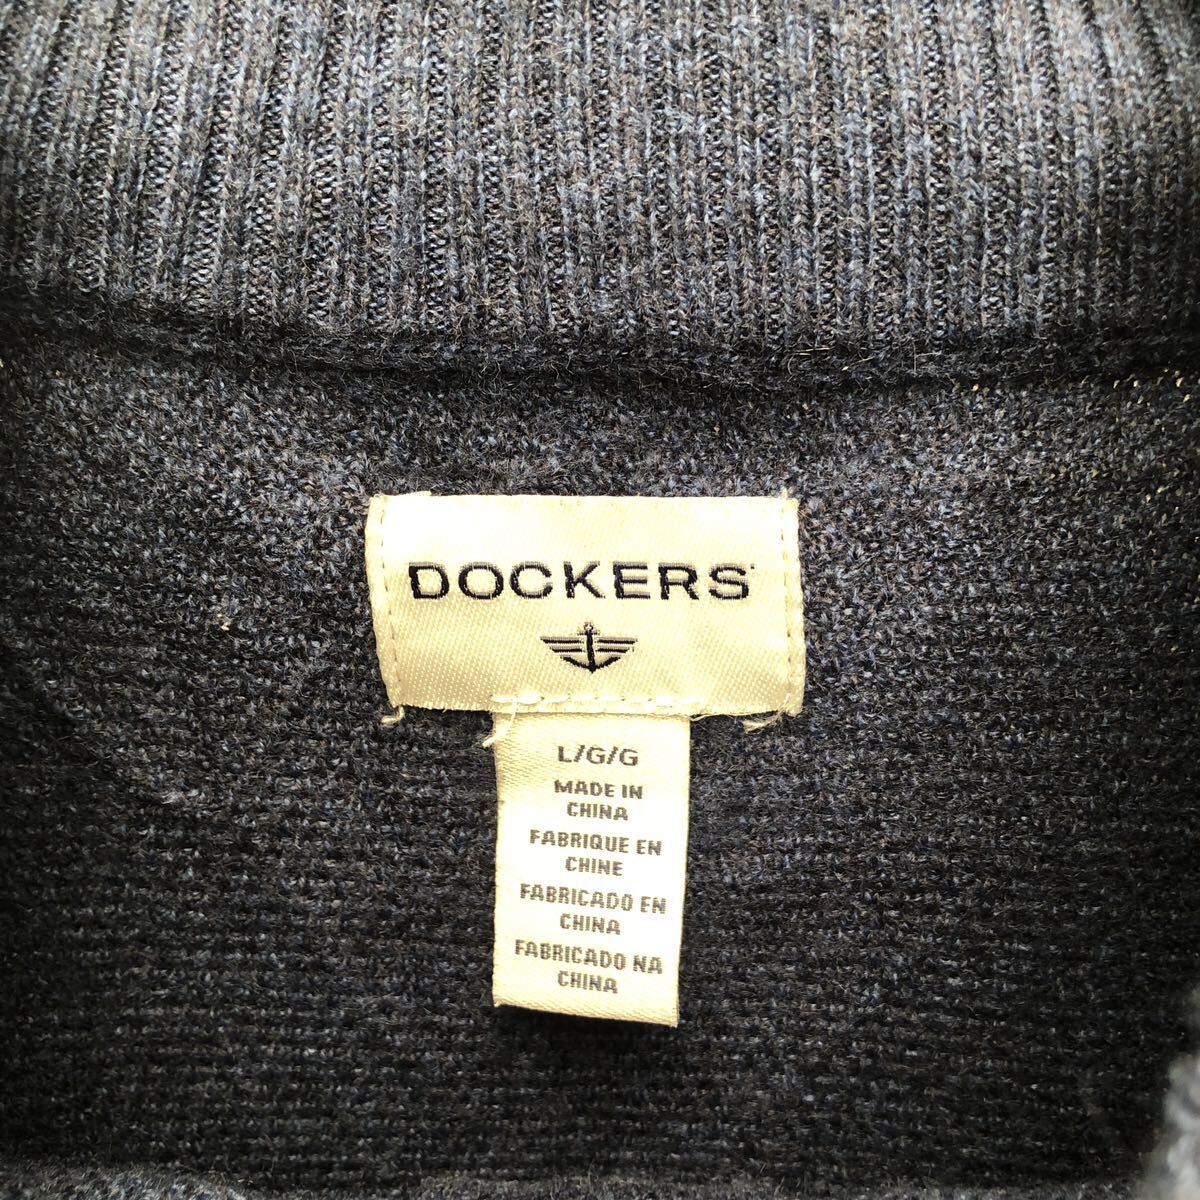 DOCKERS
L/G/G
MADE IN
CHINA
FABRIQUE EN
CHINE
FABRICADO EN
CHINA
FABRICADO NA
CHINA